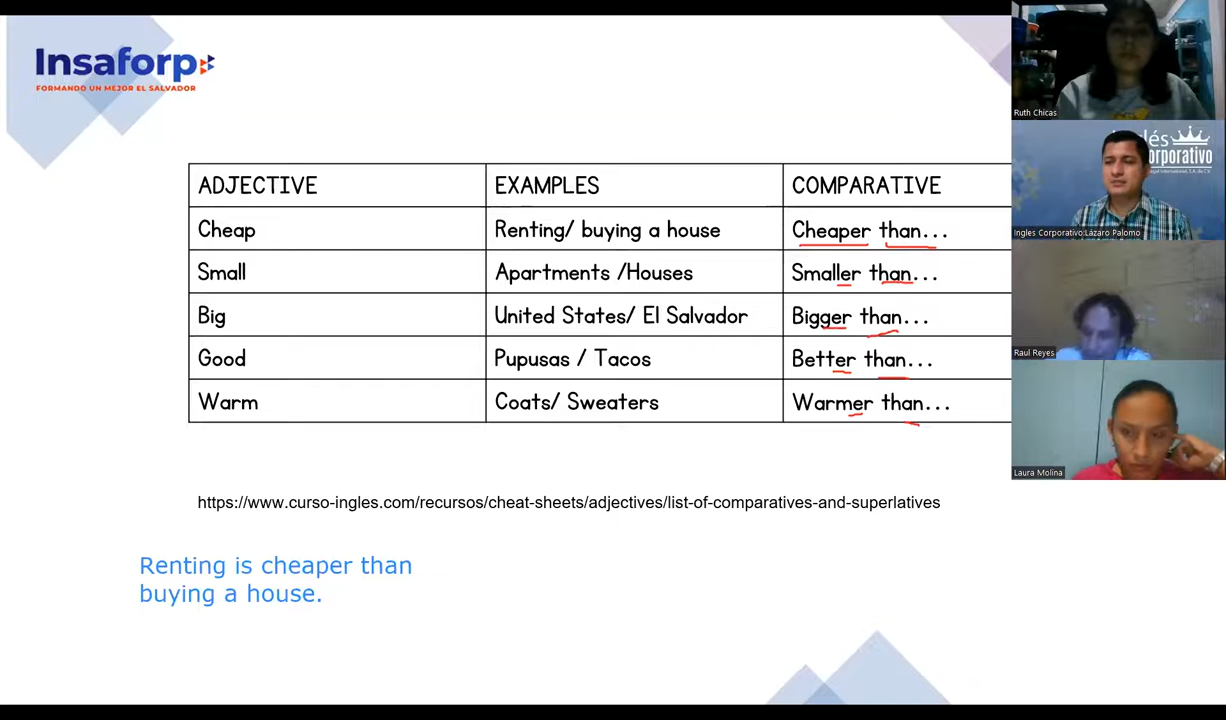 Insaforp
FORMANDO UN MEJOR EL SALVADOR
ADJECTIVE EXAMPLES COMPARATIVE
Cheap Renting/ buying a house Cheaper than...
Small Apartments /Houses Smaller than...
Big United States/ El Salvador Bigger than...
Good Pupusas / Tacos Better than...
Warm Coats/ Sweaters Warmer than...
https://www.curso-ingles.com/recursos/cheat-sheets/adjectives/list-of-comparatives-and-superlatives
Renting is cheaper than
buying a house.
Ruth Chicas
glés
orporativo
Ingles Corporativo Lázaro Palomo
Raul Reyes
Laura Molina